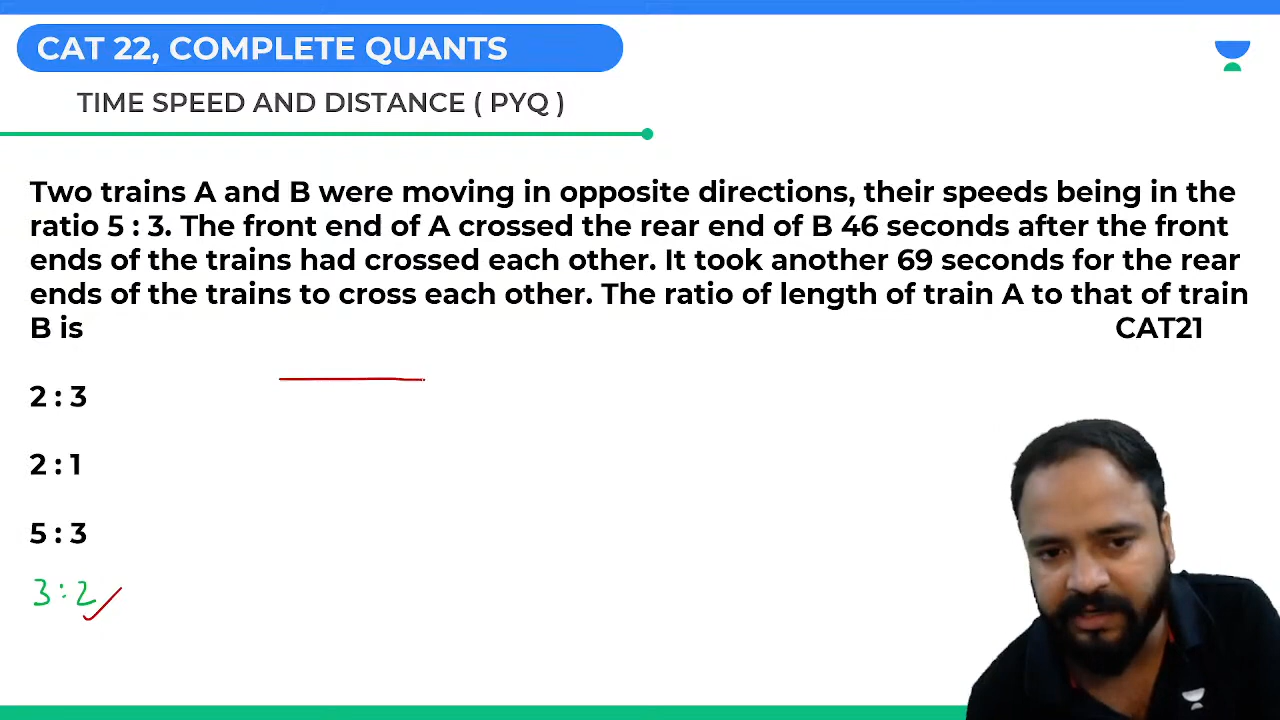 CAT 22, COMPLETE QUANTS
TIME SPEED AND DISTANCE ( PYQ )
Two trains A and B were moving in opposite directions, their speeds being in the
ratio 5 : 3. The front end of A crossed the rear end of B 46 seconds after the front
ends of the trains had crossed each other. It took another 69 seconds for the rear
ends of the trains to cross each other. The ratio of length of train A to that of train
B is CAT21
2 : 3
2 : 1
5 : 3
3 : 2